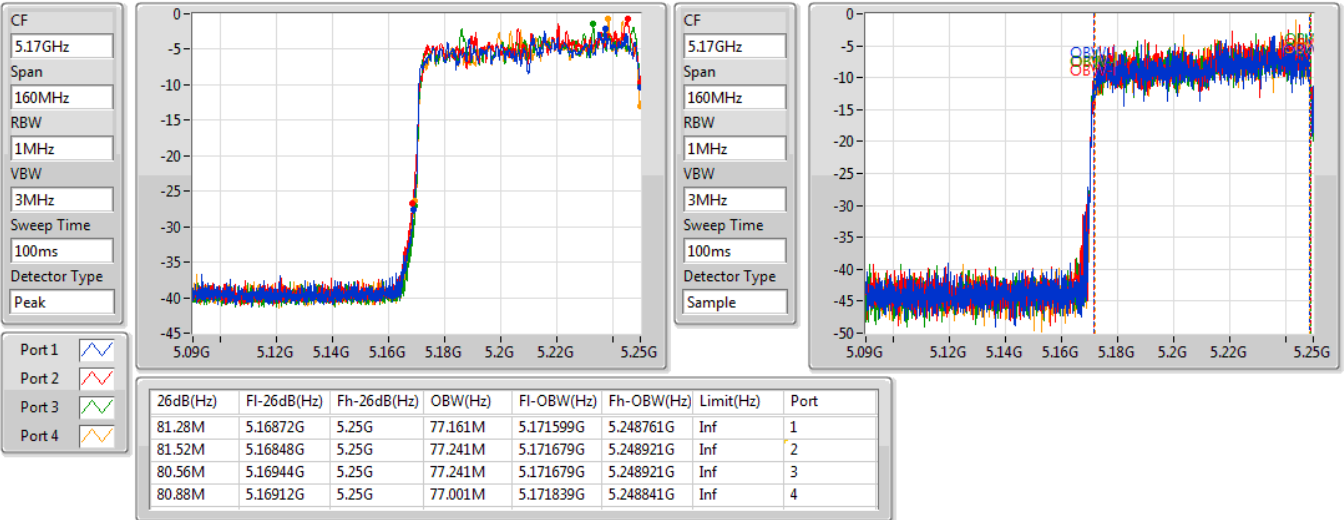 CF
5.17GHz
Span
160MHz
RBW
1MHz
VBW
3MHz
Sweep Time
100ms
Detector Type
Peak
0
-5
-10
-15
-20
-25
-30
-35
-40
-45
5.09G 5.12G 5.14G 5.16G 5.18G 5.2G 5.22G 5.25G
CF
5.17GHz
Span
160MHz
RBW
1MHz
VBW
3MHz
Sweep Time
100ms
Detector Type
Sample
0
-5
-10
-15
-20
-25
-30
-35
-40
-45
-50
5.09G 5.12G 5.14G 5.16G 5.18G 5.2G 5.22G 5.25G
Port 1
Port 2
Port 3
Port 4
26dB(Hz) Fl-26dB(Hz) Fh-26dB(Hz) OBW(Hz) Fl-OBW(Hz) Fh-OBW(Hz) Limit(Hz) Port
81.28M 5.16872G 5.25G 77.161M 5.171599G 5.248761G Inf 1
81.52M 5.16848G 5.25G 77.241M 5.171679G 5.248921G Inf 2
80.56M 5.16944G 5.25G 77.241M 5.171679G 5.248921G Inf 3
80.88M 5.16912G 5.25G 77.001M 5.171839G 5.248841G Inf 4